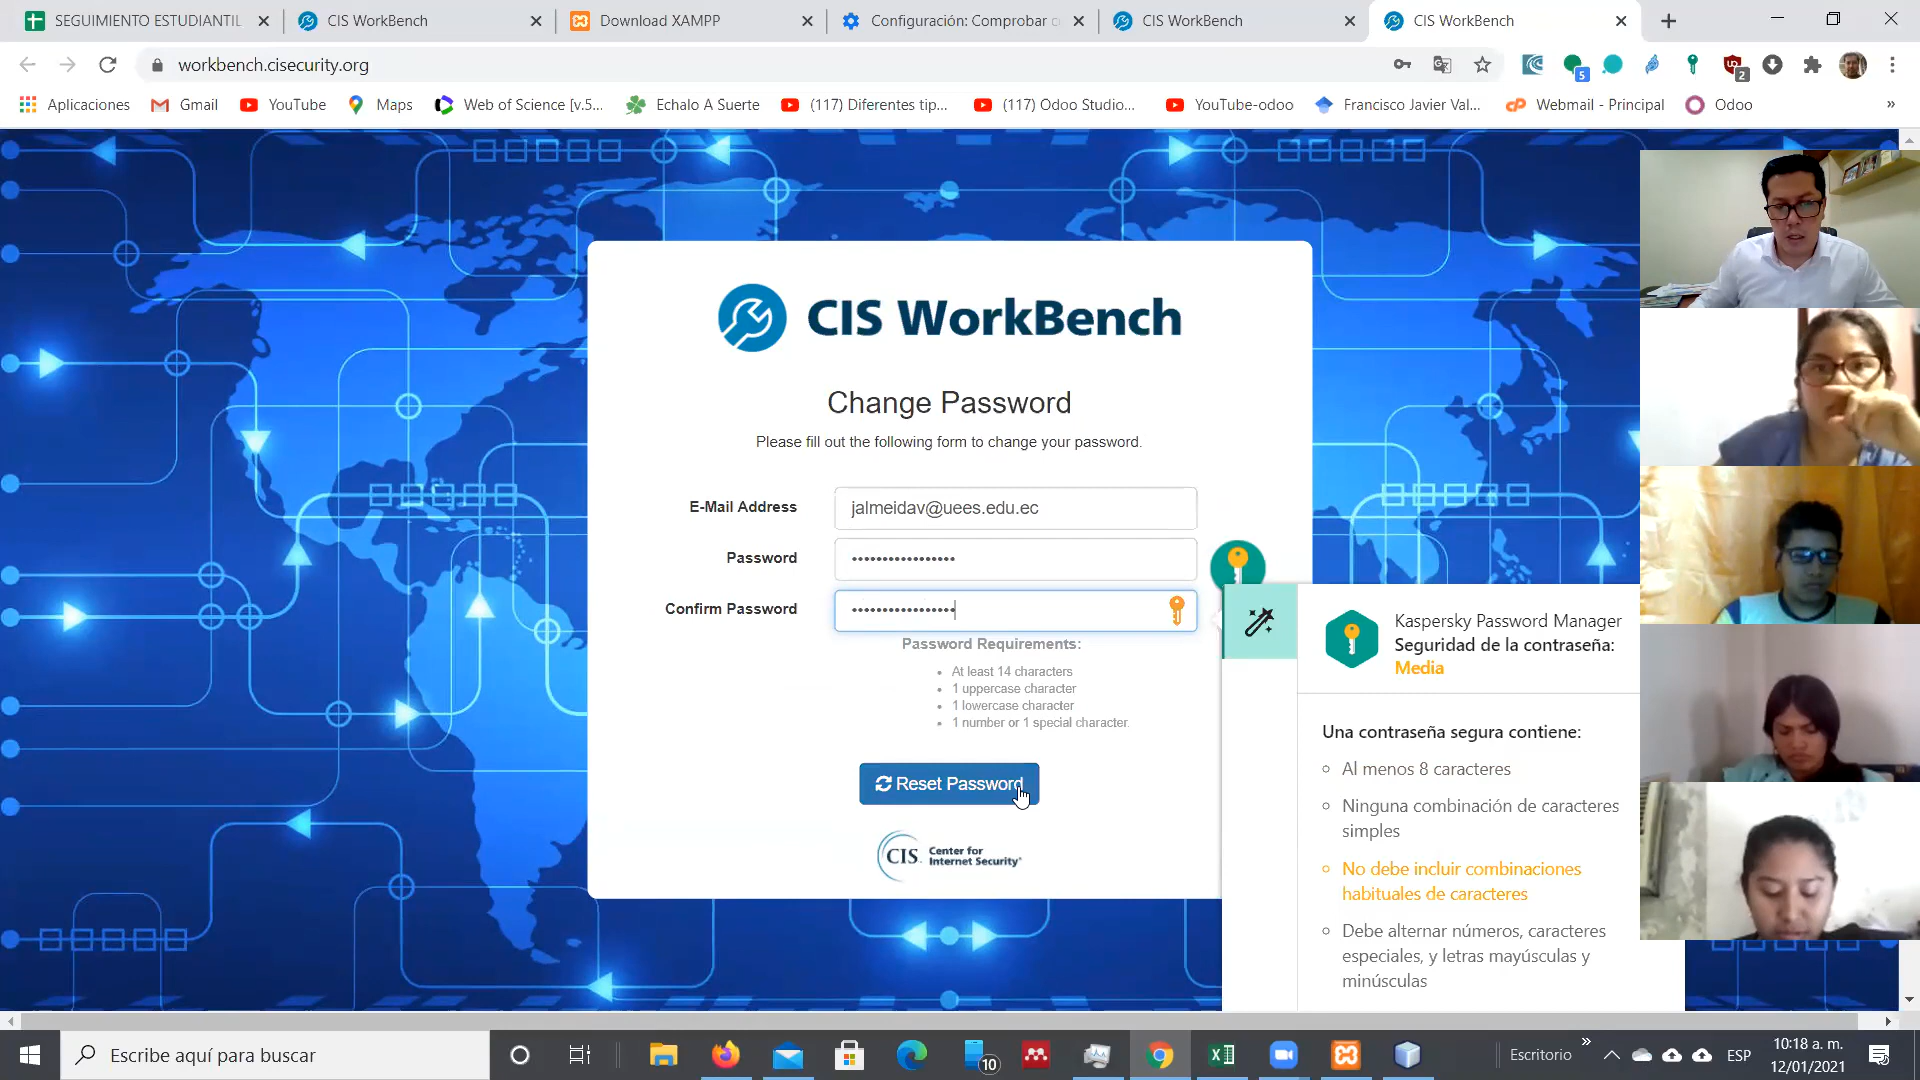 SEGUIMIENTO ESTUDIANTIL
CIS WorkBench
Download XAMPP
Configuración: Comprobar c
CIS WorkBench
CIS WorkBench
workbench.cisecurity.org
5
2
Aplicaciones
Gmail
YouTube
Maps
Web of Science [v.5...
Echalo A Suerte
(117) Diferentes tip...
(117) Odoo Studio...
YouTube-odoo
Francisco Javier Val...
Webmail - Principal
Odoo
»
CIS WorkBench
Change Password
Please fill out the following form to change your password.
E-Mail Address
jalmeidav@uees.edu.ec
Password
•••••••••••••••••
Confirm Password
•••••••••••••••••
Password Requirements:
• At least 14 characters
• 1 uppercase character
• 1 lowercase character
• 1 number or 1 special character.
Reset Password
CIS Center for
Internet Security®
Kaspersky Password Manager
Seguridad de la contraseña:
Media
Una contraseña segura contiene:
Al menos 8 caracteres
Ninguna combinación de caracteres
simples
No debe incluir combinaciones
habituales de caracteres
Debe alternar números, caracteres
especiales, y letras mayúsculas y
minúsculas
Escribe aquí para buscar
10
Escritorio
»
ESP
10:18 a. m.
12/01/2021